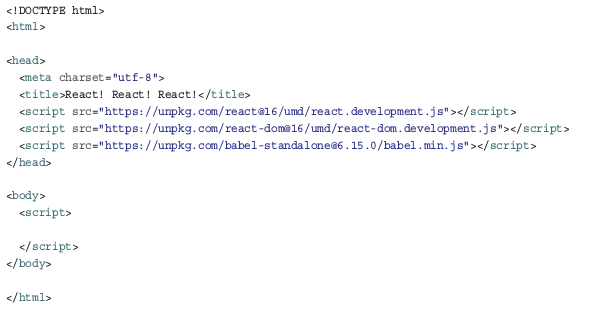 <!DOCTYPE html>
<html>
<head>
<meta charset="utf-8">
<title>React! React! React!</title>
<script src="https://unpkg.com/react@16/umd/react.development.js"></script>
<script src="https://unpkg.com/react-dom@16/umd/react-dom.development.js"></script>
<script src="https://unpkg.com/babel-standalone@6.15.0/babel.min.js"></script>
</head>
<body>
<script>
</script>
</body>
</html>